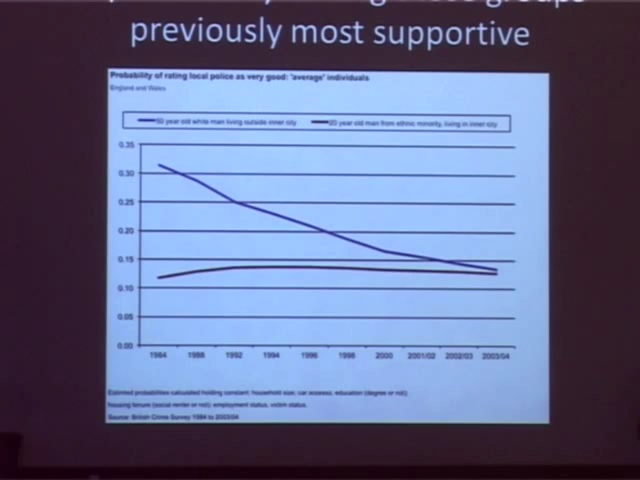 previously most supportive
Probability of rating local police as very good: 'average' individuals
England and Wales
50 year old white man living outside inner city
20 year old man from ethnic minority, living in inner city
0.35
0.30
0.25
0.20
0.15
0.10
0.05
0.00
1984 1988 1992 1994 1996 1998 2000 2001/02 2002/03 2003/04
Estimted probabilities calculated holding constant: household size, car access, education (degree or not),
housing tenure (social renter or not); employment status, victim status.
Source: British Crime Survey 1984 to 2003/04